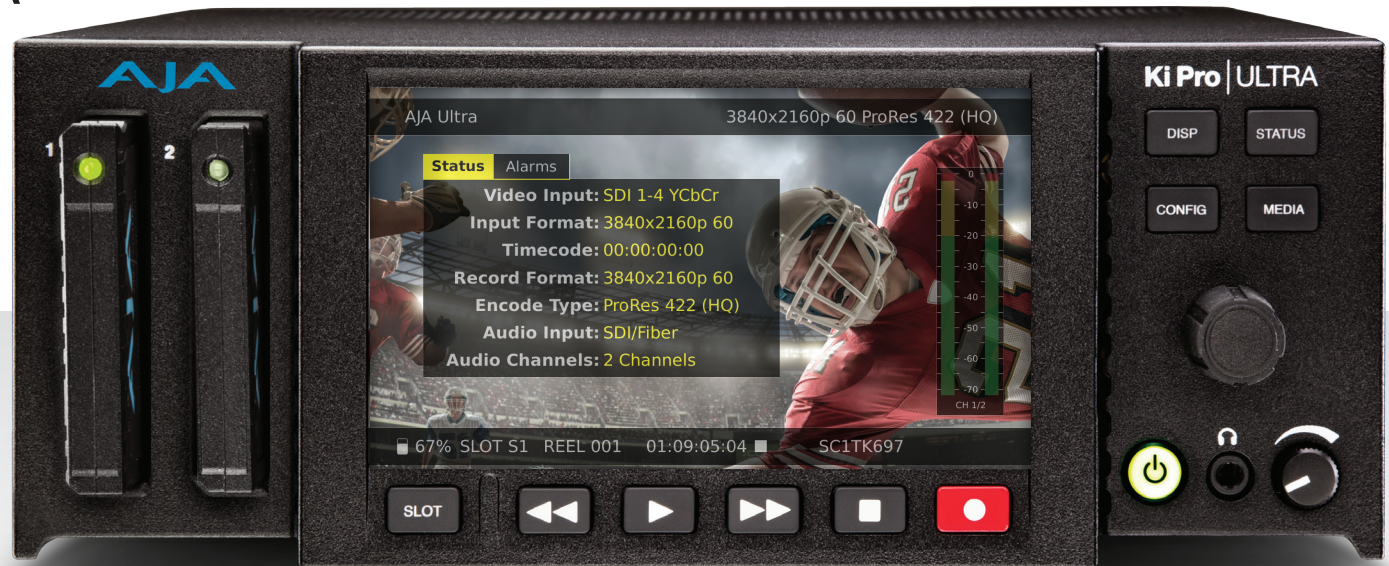 AJA
Ki Pro ULTRA
1
2
AJA Ultra 3840x2160p 60 ProRes 422 (HQ)
DISP STATUS
Status Alarms
Video Input: SDI 1-4 YCbCr
Input Format: 3840x2160p 60
Timecode: 00:00:00:00
Record Format: 3840x2160p 60
Encode Type: ProRes 422 (HQ)
Audio Input: SDI/Fiber
Audio Channels: 2 Channels
0
-10
-20
-30
-40
-50
-60
-70
CH 1/2
CONFIG MEDIA
67% SLOT S1 REEL 001 01:09:05:04 SC1TK697
SLOT